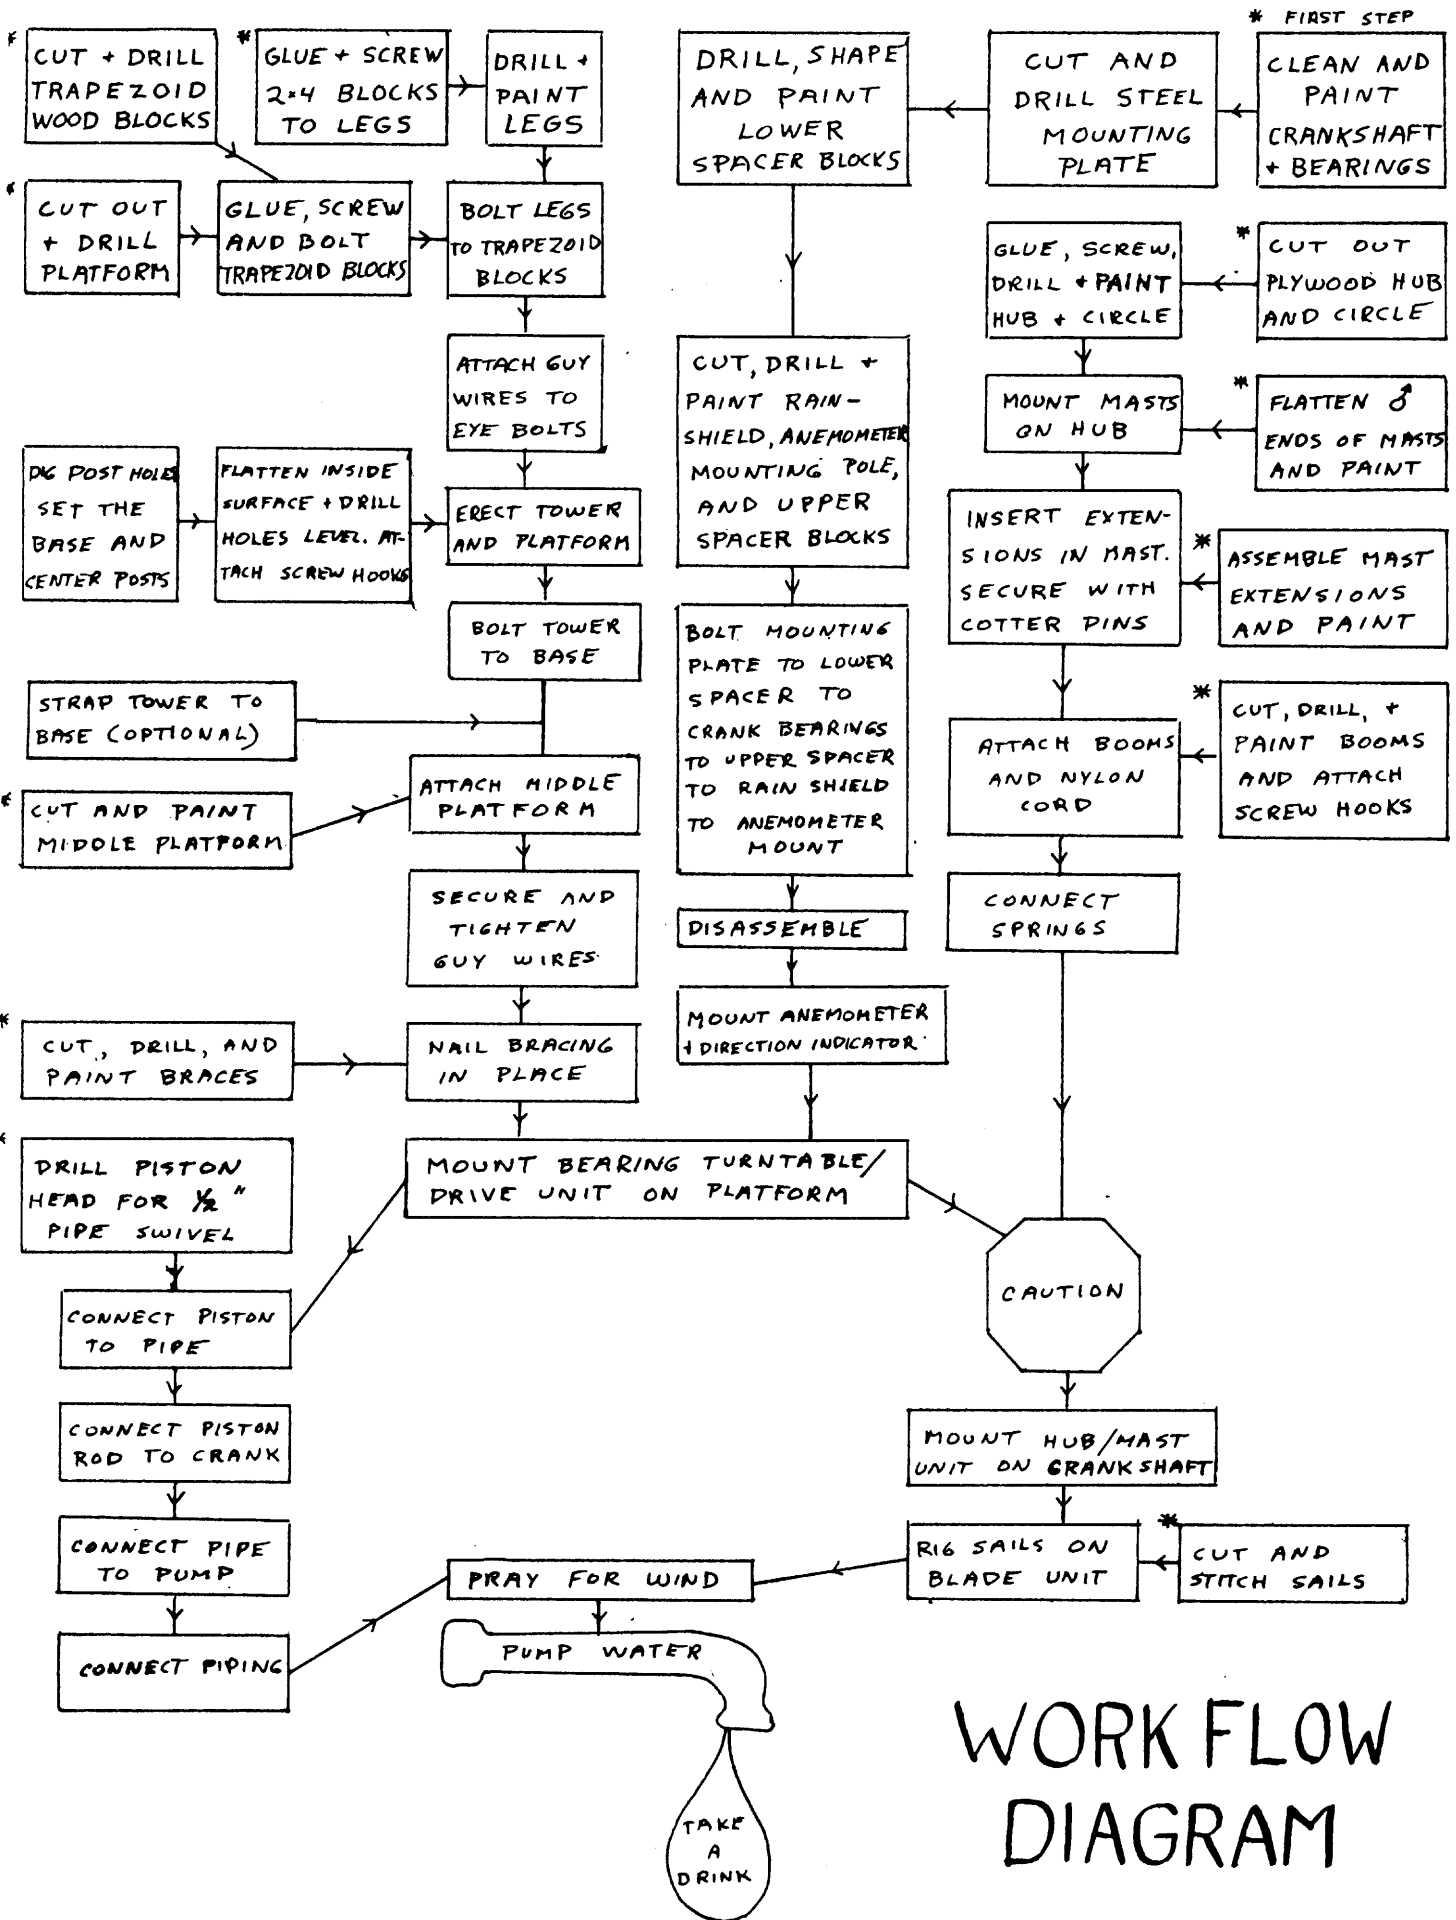 * FIRST STEP
*
CUT + DRILL
TRAPEZOID
WOOD BLOCKS
*
GLUE + SCREW
2x4 BLOCKS
TO LEGS
DRILL +
PAINT
LEGS
DRILL, SHAPE
AND PAINT
LOWER
SPACER BLOCKS
CUT AND
DRILL STEEL
MOUNTING
PLATE
CLEAN AND
PAINT
CRANKSHAFT
+ BEARINGS
*
CUT OUT
+ DRILL
PLATFORM
GLUE, SCREW
AND BOLT
TRAPEZOID BLOCKS
BOLT LEGS
TO TRAPEZOID
BLOCKS
GLUE, SCREW,
DRILL + PAINT
HUB + CIRCLE
*
CUT OUT
PLYWOOD HUB
AND CIRCLE
ATTACH GUY
WIRES TO
EYE BOLTS
CUT, DRILL +
PAINT RAIN-
SHIELD, ANEMOMETER
MOUNTING POLE,
AND UPPER
SPACER BLOCKS
MOUNT MASTS
ON HUB
*
FLATTEN ♂
ENDS OF MASTS
AND PAINT
DIG POST HOLES
SET THE
BASE AND
CENTER POSTS
FLATTEN INSIDE
SURFACE + DRILL
HOLES LEVEL. AT-
TACH SCREW HOOKS
ERECT TOWER
AND PLATFORM
INSERT EXTEN-
SIONS IN MAST.
SECURE WITH
COTTER PINS
*
ASSEMBLE MAST
EXTENSIONS
AND PAINT
BOLT TOWER
TO BASE
BOLT MOUNTING
PLATE TO LOWER
SPACER TO
CRANK BEARINGS
TO UPPER SPACER
TO RAIN SHIELD
TO ANEMOMETER
MOUNT
STRAP TOWER TO
BASE (OPTIONAL)
ATTACH BOOMS
AND NYLON
CORD
*
CUT, DRILL, +
PAINT BOOMS
AND ATTACH
SCREW HOOKS
*
CUT AND PAINT
MIDDLE PLATFORM
ATTACH MIDDLE
PLATFORM
SECURE AND
TIGHTEN
GUY WIRES
DISASSEMBLE
CONNECT
SPRINGS
*
CUT, DRILL, AND
PAINT BRACES
NAIL BRACING
IN PLACE
MOUNT ANEMOMETER
+ DIRECTION INDICATOR
*
DRILL PISTON
HEAD FOR 1/2"
PIPE SWIVEL
MOUNT BEARING TURNTABLE/
DRIVE UNIT ON PLATFORM
CAUTION
CONNECT PISTON
TO PIPE
CONNECT PISTON
ROD TO CRANK
MOUNT HUB/MAST
UNIT ON CRANKSHAFT
CONNECT PIPE
TO PUMP
PRAY FOR WIND
RIG SAILS ON
BLADE UNIT
*
CUT AND
STITCH SAILS
CONNECT PIPING
PUMP WATER
TAKE
A
DRINK
WORK FLOW
DIAGRAM